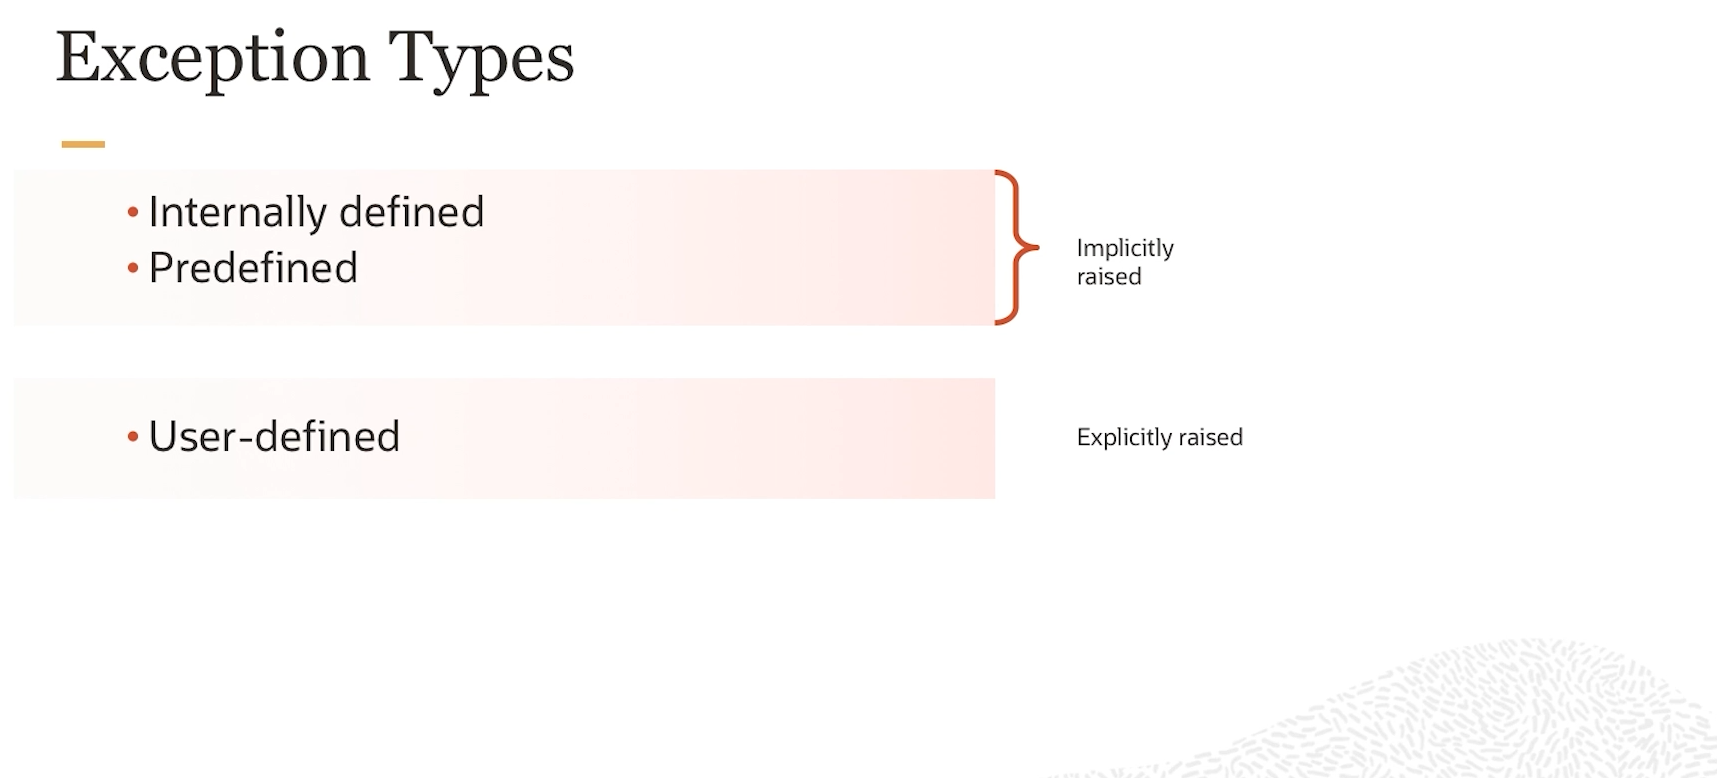 Exception Types
• Internally defined
• Predefined
Implicitly
raised
• User-defined
Explicitly raised